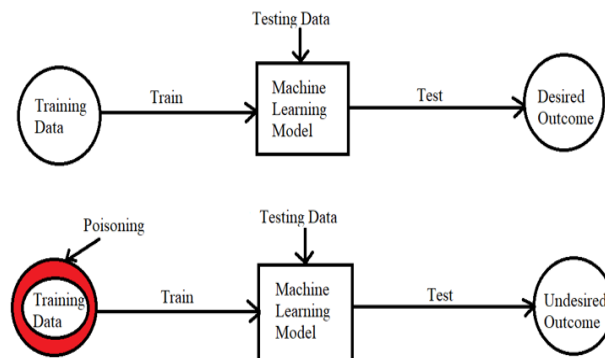 Testing Data
Training
Data
Train
Machine
Learning
Model
Test
Desired
Outcome
Poisoning
Testing Data
Training
Data
Train
Machine
Learning
Model
Test
Undesired
Outcome